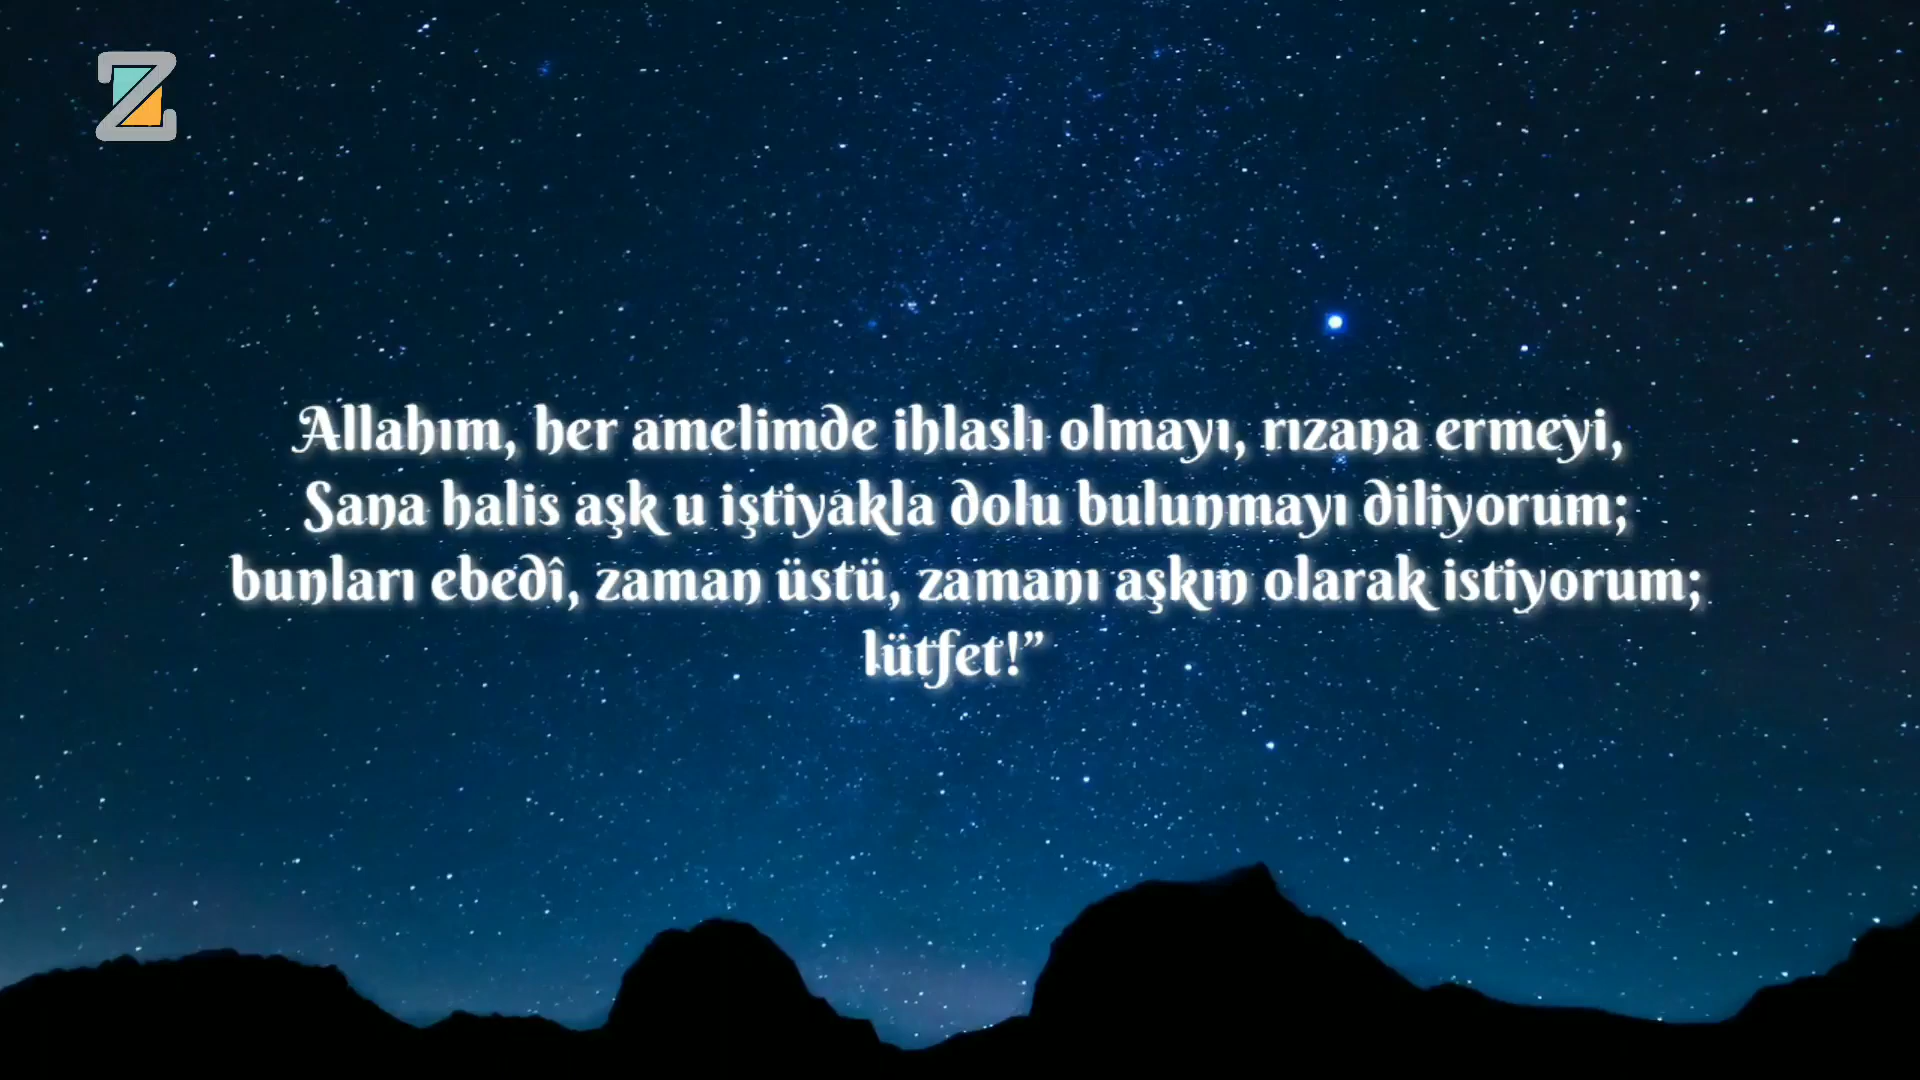 Z
Allahım, her amelimde ihlaslı olmayı, rızana ermeyi,
Sana halis aşk u iştiyakla dolu bulunmayı diliyorum;
bunları ebedî, zaman üstü, zamanı aşkın olarak istiyorum;
lütfet!”